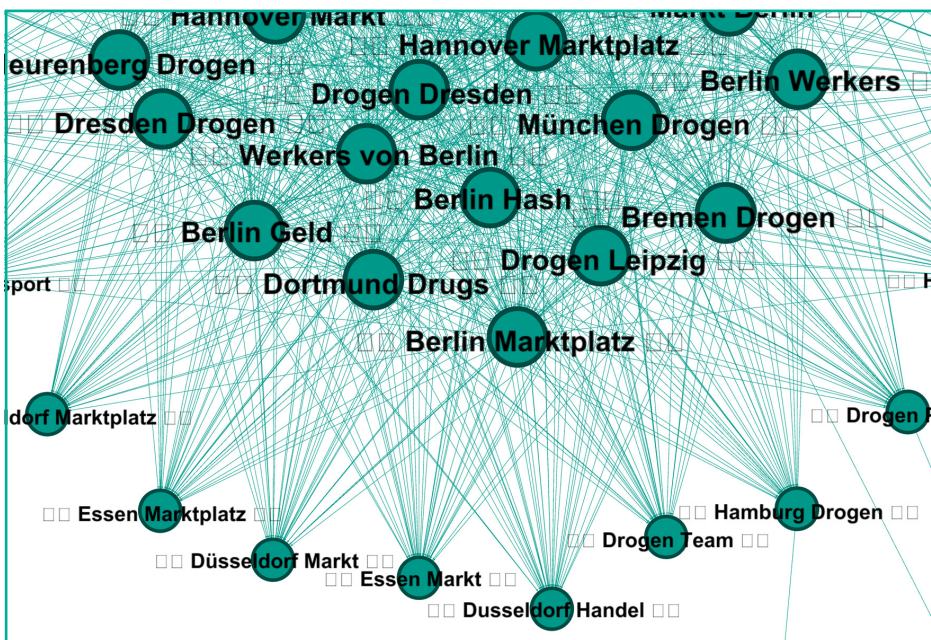 Hannover Markt
Markt Berlin
Hannover Marktplatz
eurenberg Drogen
Berlin Werkers
Drogen Dresden
Dresden Drogen
München Drogen
Werkers von Berlin
Berlin Hash
Bremen Drogen
Berlin Geld
Drogen Leipzig
Dortmund Drugs
sport
H
Berlin Marktplatz
ldorf Marktplatz
Drogen
Essen Marktplatz
Hamburg Drogen
Drogen Team
Düsseldorf Markt
Essen Markt
Dusseldorf Handel